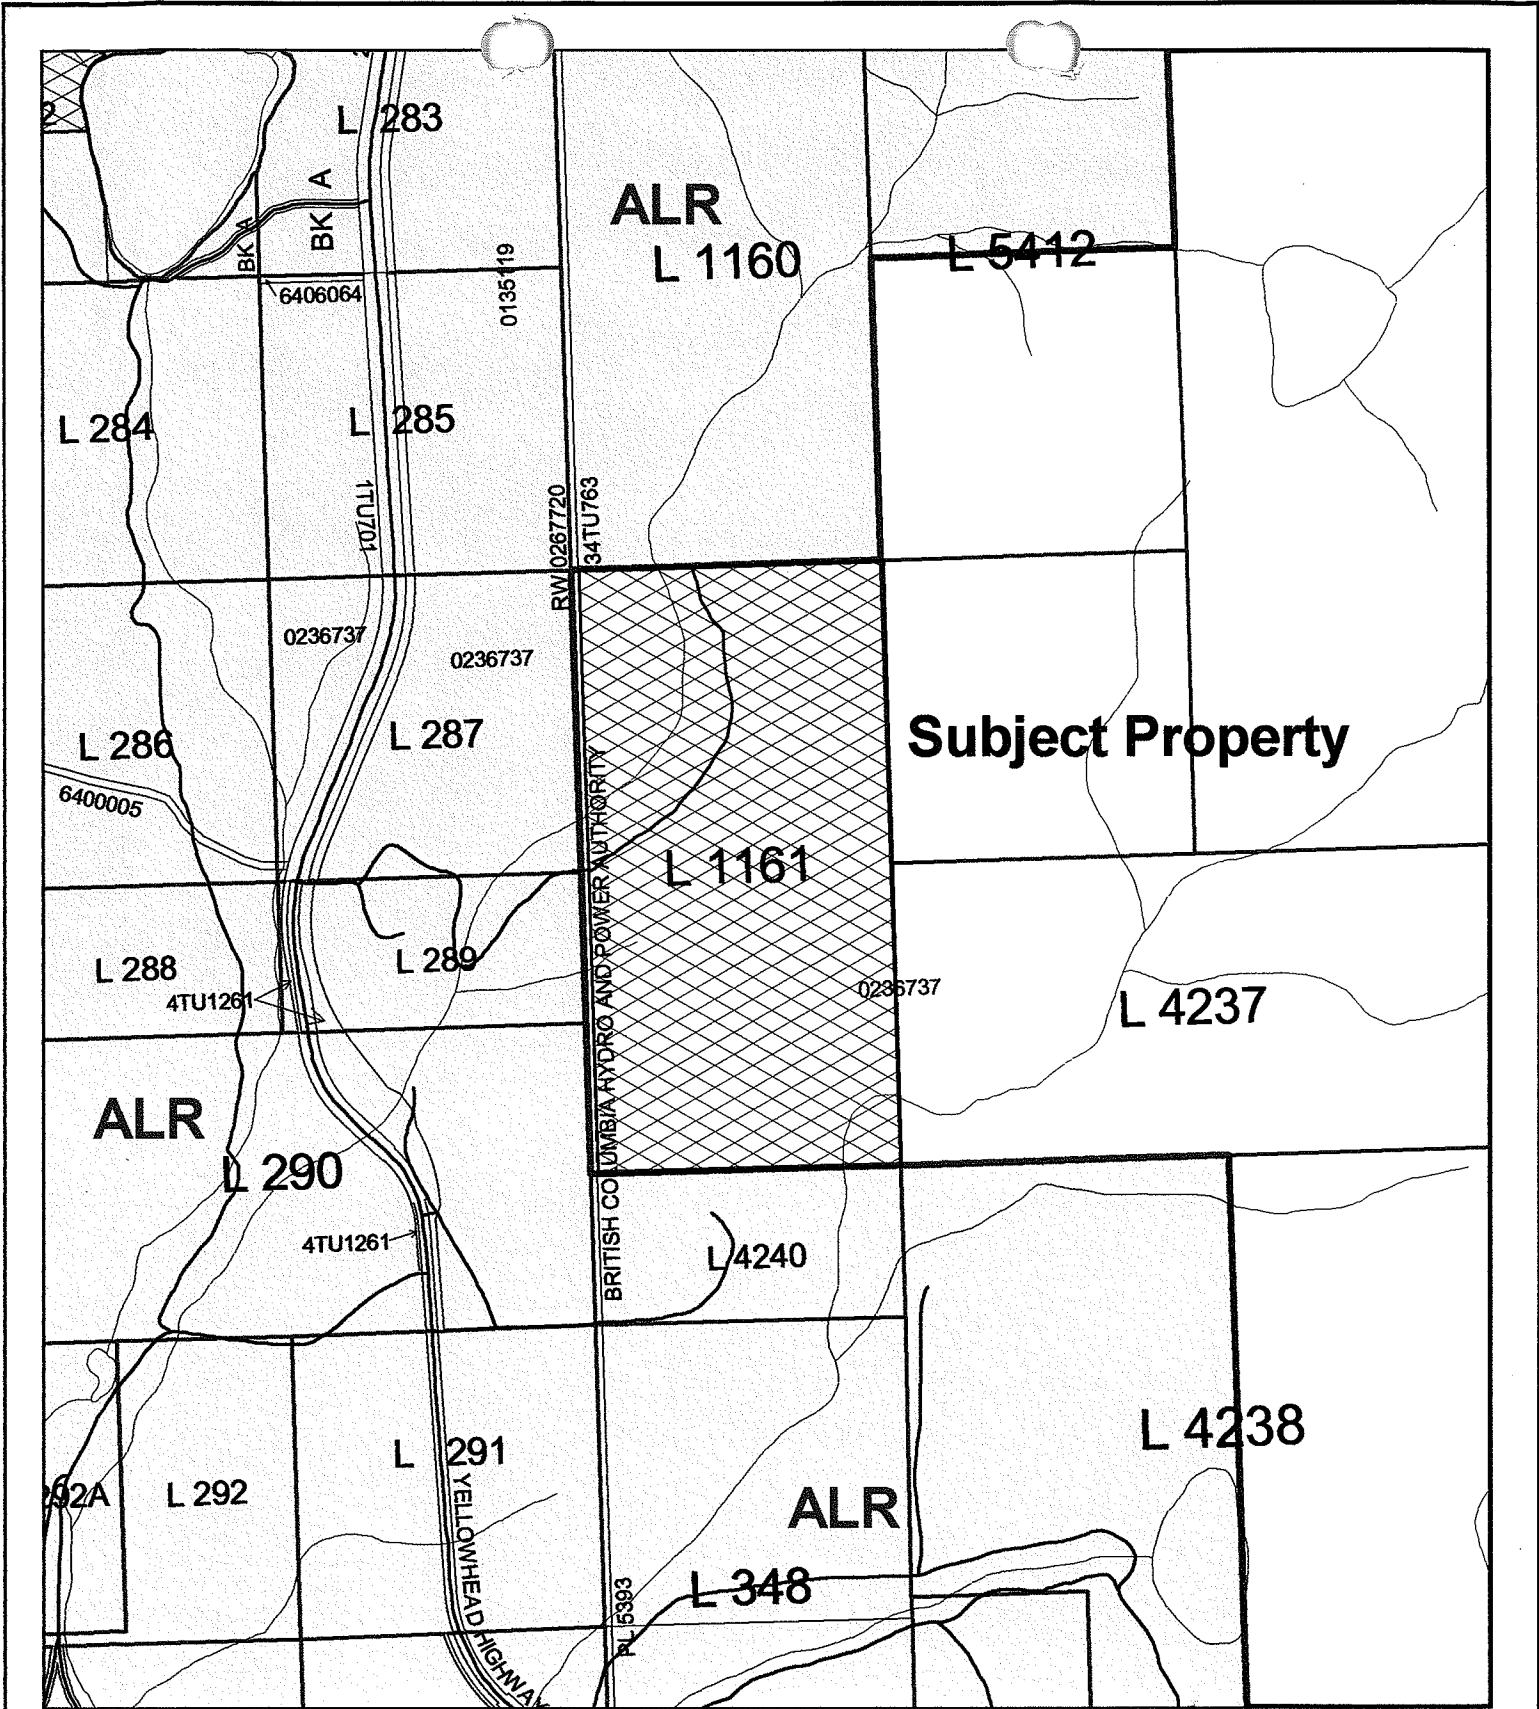 2
L 283
A
BK
BK A
ALR
L 1160
L 5412
6406064
0135119
L 284
L 285
1TU701
RW 0267720
34TU763
0236737
0236737
L 286
L 287
Subject Property
6400005
L 1161
BRITISH COLUMBIA HYDRO AND POWER AUTHORITY
L 288
L 289
4TU1261
0236737
L 4237
ALR
L 290
4TU1261
L 4240
L 4238
L 291
292A
L 292
YELLOWHEAD HIGHWAY
ALR
L 348
PL 5393